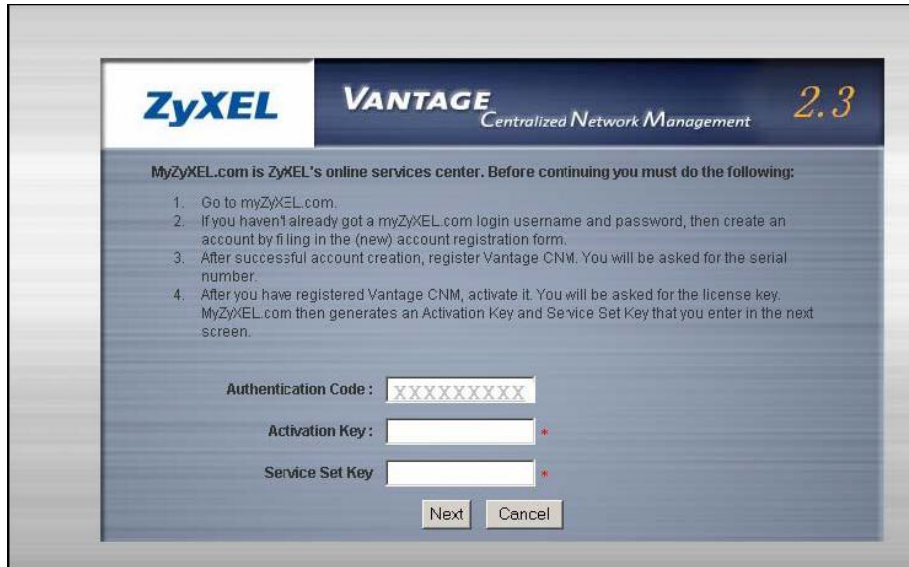 ZyXEL
VANTAGE
Centralized Network Management
2.3
MyZyXEL.com is ZyXEL's online services center. Before continuing you must do the following:
1. Go to myZyXEL.com.
2. If you haven't already got a myZyXEL.com login username and password, then create an
account by filing in the (new) account registration form.
3. After successful account creation, register Vantage CNM. You will be asked for the serial
number.
4. After you have registered Vantage CNM, activate it. You will be asked for the license key.
MyZyXEL.com then generates an Activation Key and Service Set Key that you enter in the next
screen.
Authentication Code : XXXXXXXXX
Activation Key : *
Service Set Key *
Next Cancel